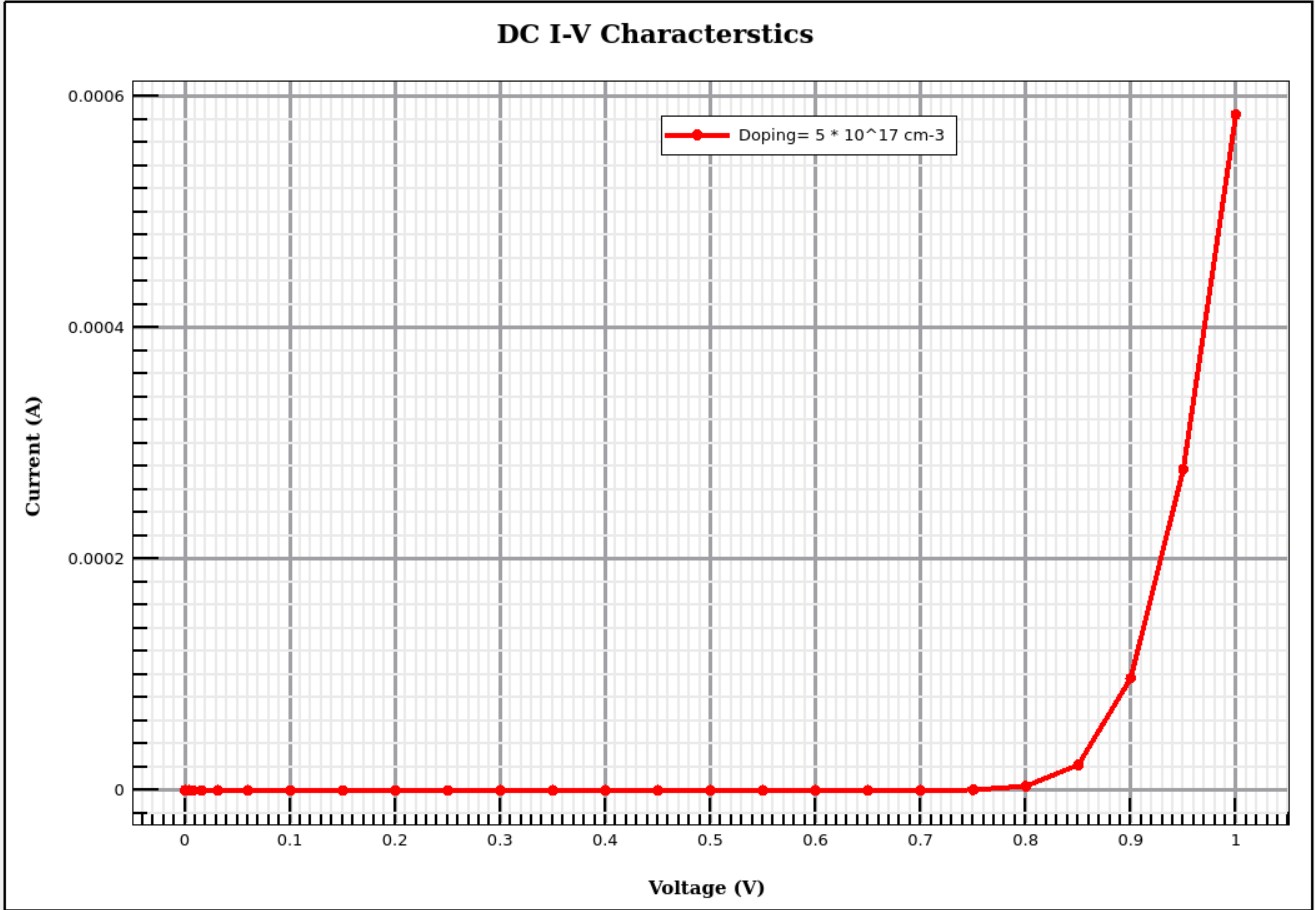 DC I-V Characterstics
0.0006
Doping= 5 * 10^17 cm-3
0.0004
Current (A)
0.0002
0
0 0.1 0.2 0.3 0.4 0.5 0.6 0.7 0.8 0.9 1
Voltage (V)